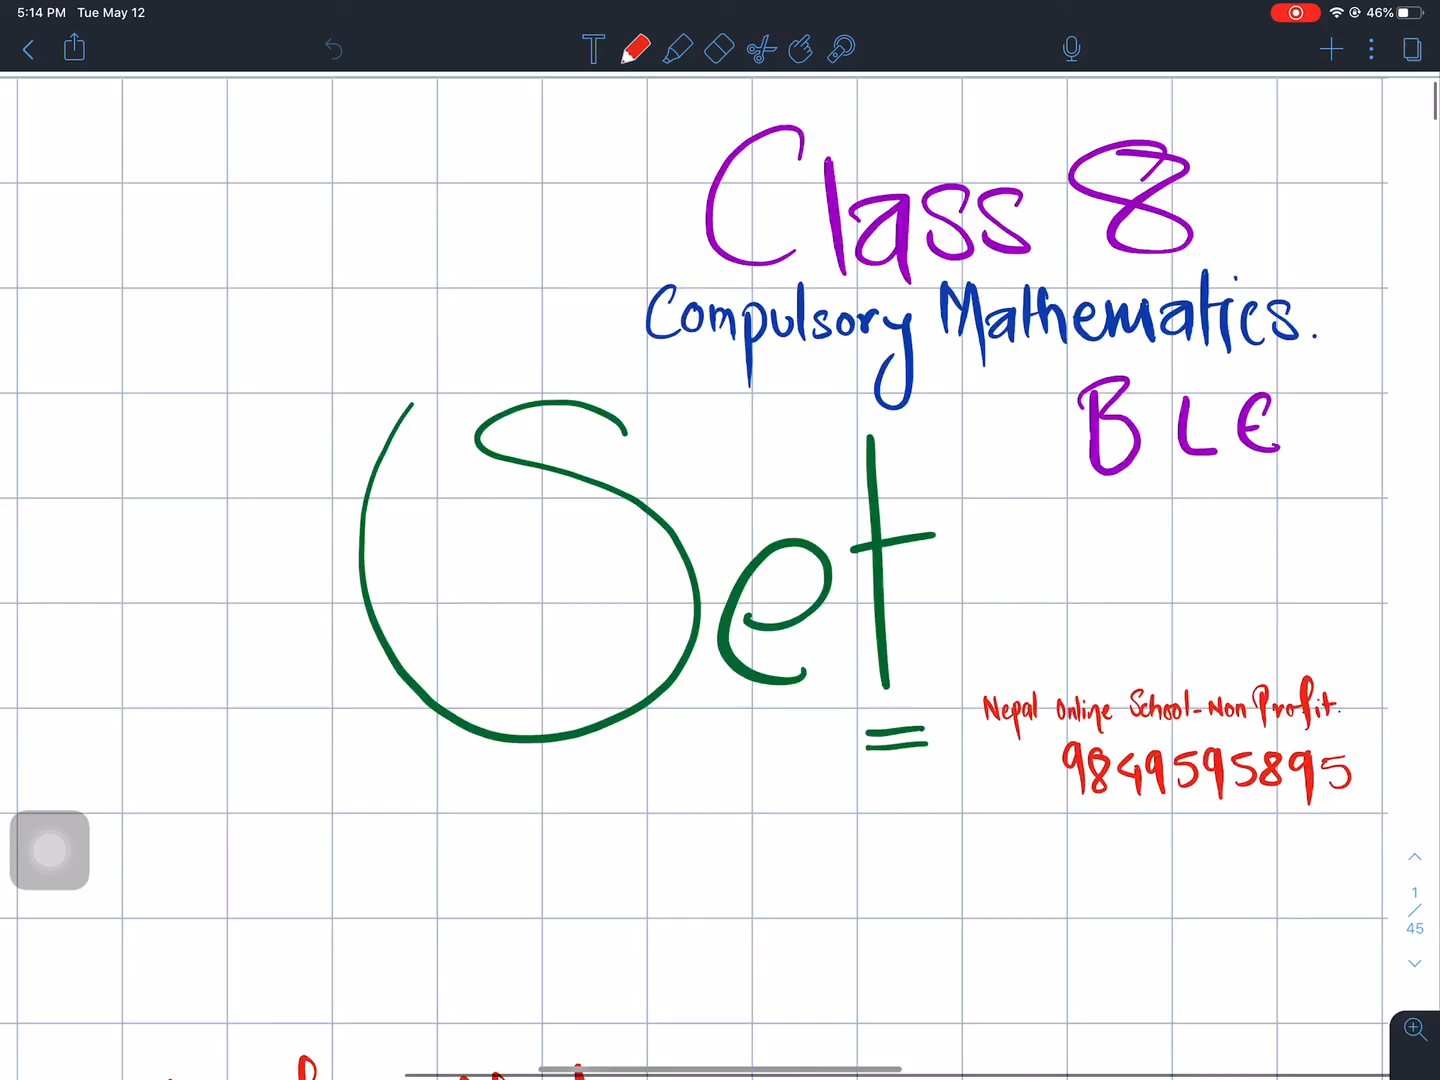 5:14 PM Tue May 12
46%
Class 8
Compulsory Mathematics.
BLE
Set
Nepal Online School - Non Profit.
9849595895
1
/
45